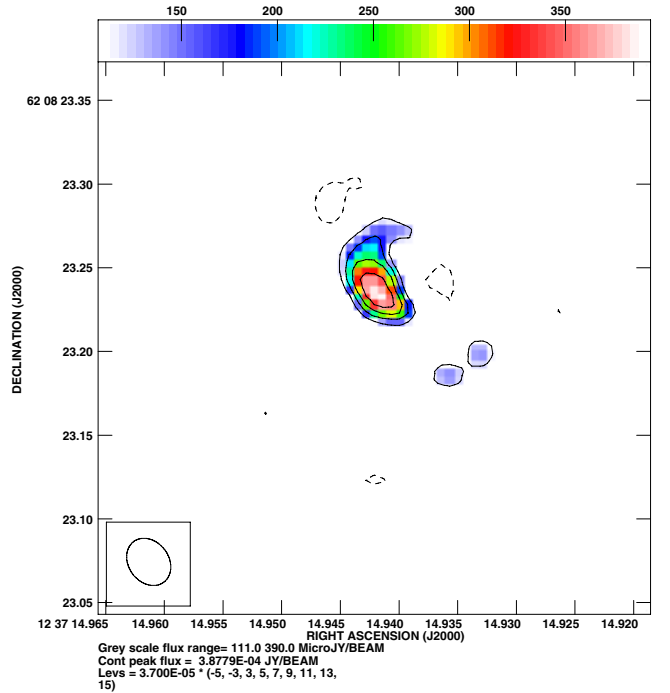 150 200 250 300 350
62 08 23.35
23.30
23.25
23.20
23.15
23.10
23.05
DECLINATION (J2000)
12 37 14.965 14.960 14.955 14.950 14.945 14.940 14.935 14.930 14.925 14.920
RIGHT ASCENSION (J2000)
Grey scale flux range= 111.0 390.0 MicroJY/BEAM
Cont peak flux = 3.8779E-04 JY/BEAM
Levs = 3.700E-05 * (-5, -3, 3, 5, 7, 9, 11, 13,
15)